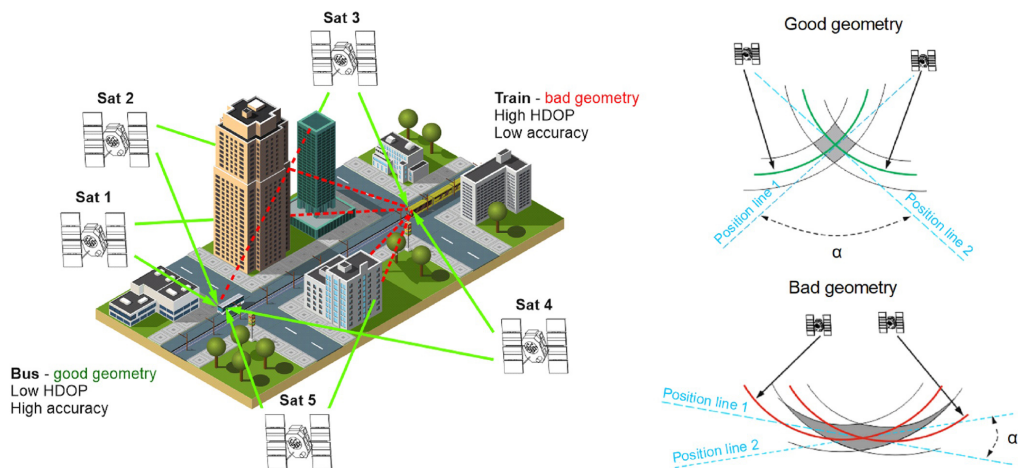 Sat 3
Sat 2
Sat 1
Train - bad geometry
High HDOP
Low accuracy
Sat 4
Bus - good geometry
Low HDOP
High accuracy
Sat 5
Good geometry
Position line 1
Position line 2
α
Bad geometry
Position line 1
Position line 2
α